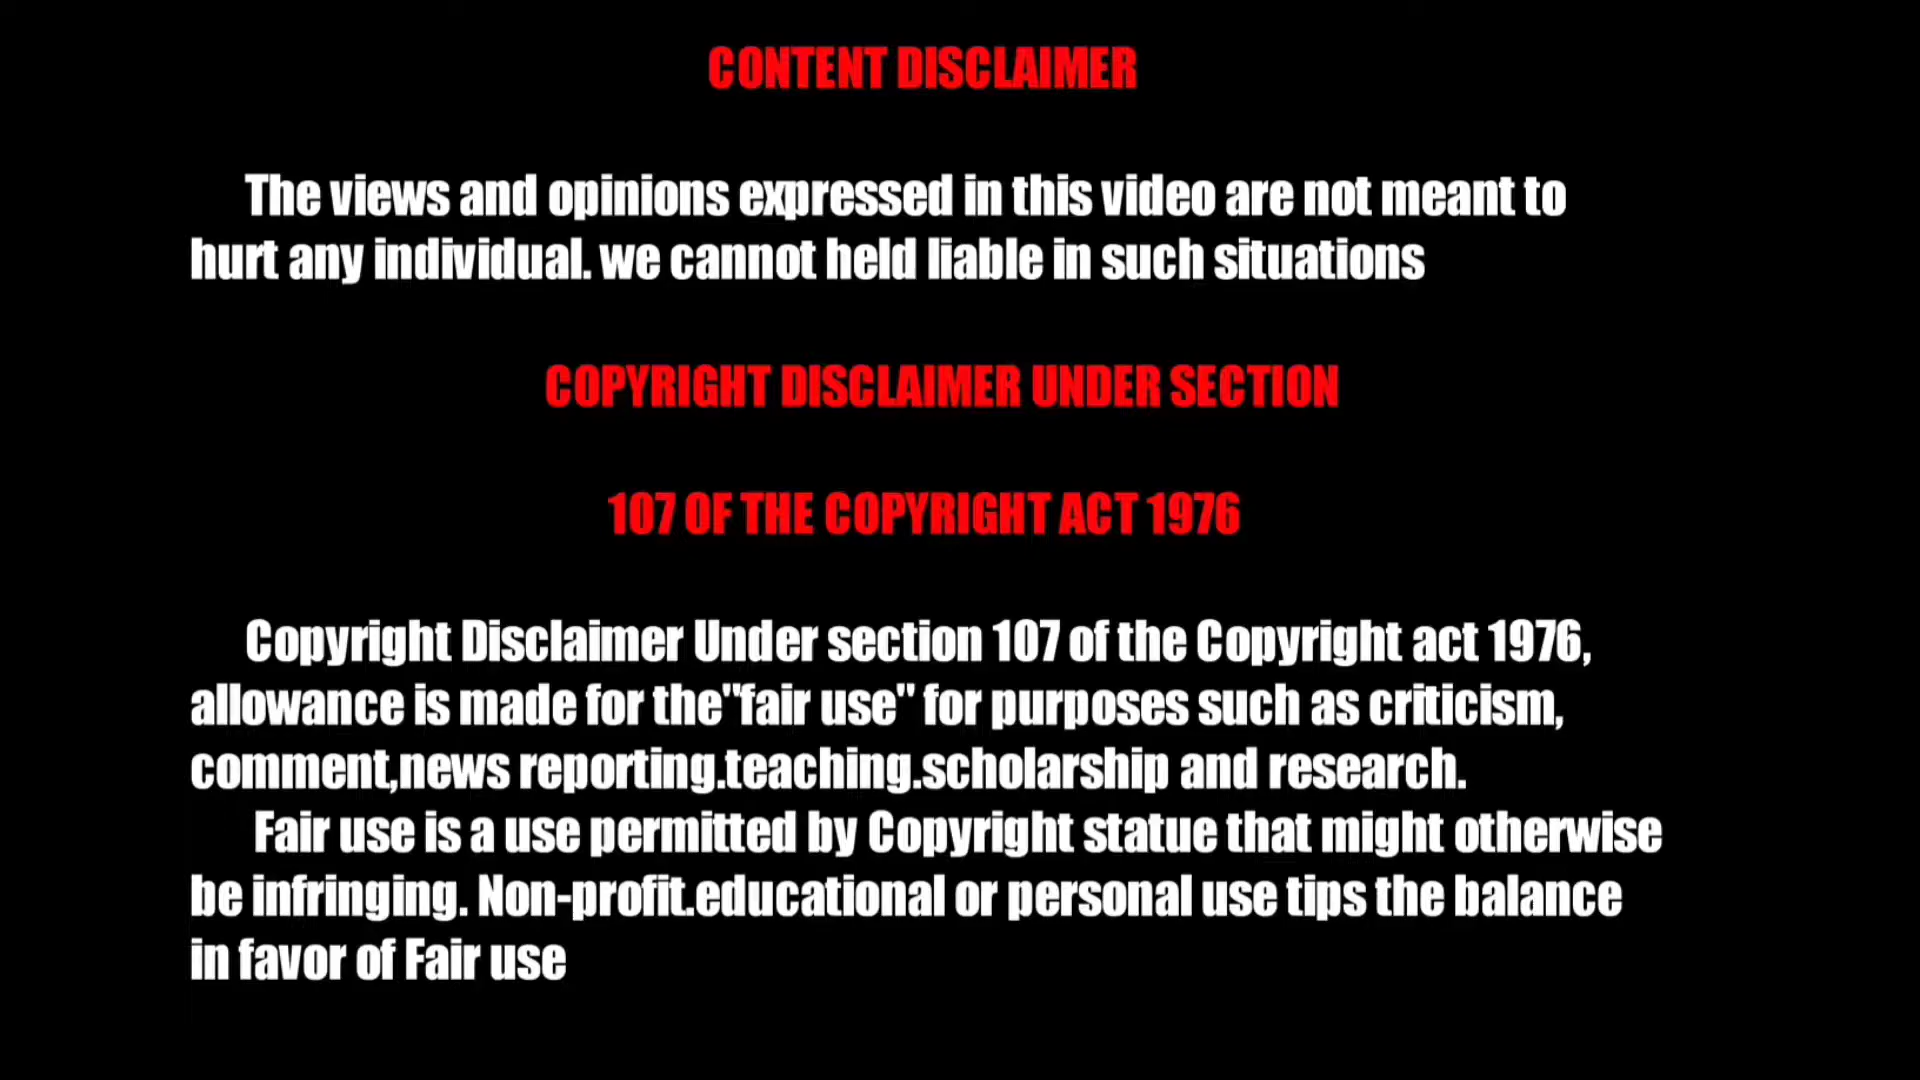 CONTENT DISCLAIMER
The views and opinions expressed in this video are not meant to
hurt any individual. we cannot held liable in such situations
COPYRIGHT DISCLAIMER UNDER SECTION
107 OF THE COPYRIGHT ACT 1976
Copyright Disclaimer Under section 107 of the Copyright act 1976,
allowance is made for the"fair use" for purposes such as criticism,
comment,news reporting.teaching.scholarship and research.
Fair use is a use permitted by Copyright statue that might otherwise
be infringing. Non-profit.educational or personal use tips the balance
in favor of Fair use